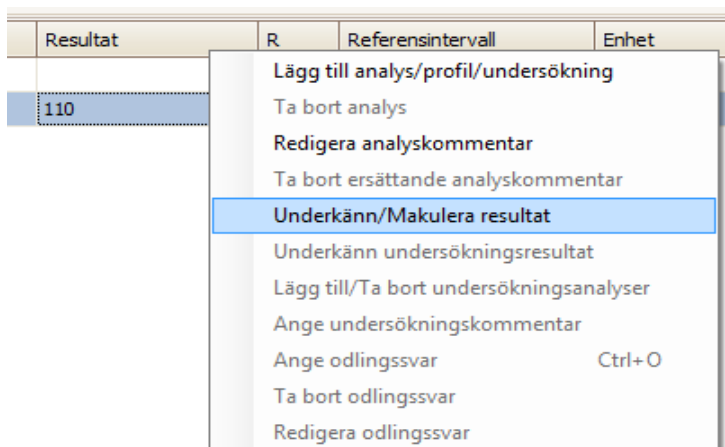 Resultat R Referensintervall Enhet
Lägg till analys/profil/undersökning
110 Ta bort analys
Redigera analyskommentar
Ta bort ersättande analyskommentar
Underkänn/Makulera resultat
Underkänn undersökningsresultat
Lägg till/Ta bort undersökningsanalyser
Ange undersökningskommentar
Ange odlingssvar Ctrl+O
Ta bort odlingssvar
Redigera odlingssvar